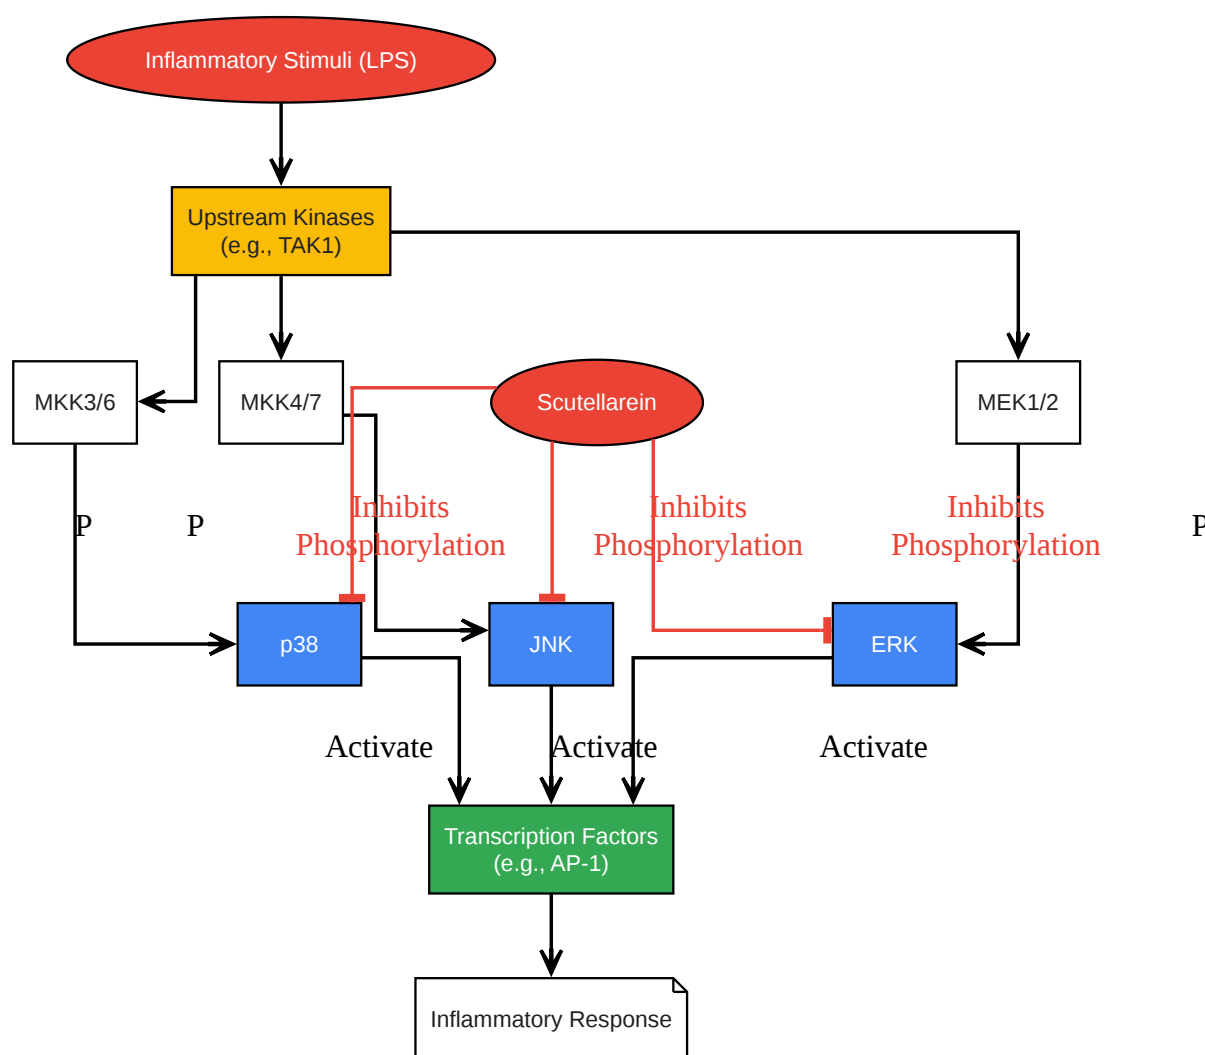 Inflammatory Stimuli (LPS)
Upstream Kinases
(e.g., TAK1)
MKK3/6
MKK4/7
Scutellarein
MEK1/2
P
P
Inhibits
Phosphorylation
Inhibits
Phosphorylation
Inhibits
Phosphorylation
P
p38
JNK
ERK
Activate
Activate
Activate
Transcription Factors
(e.g., AP-1)
Inflammatory Response